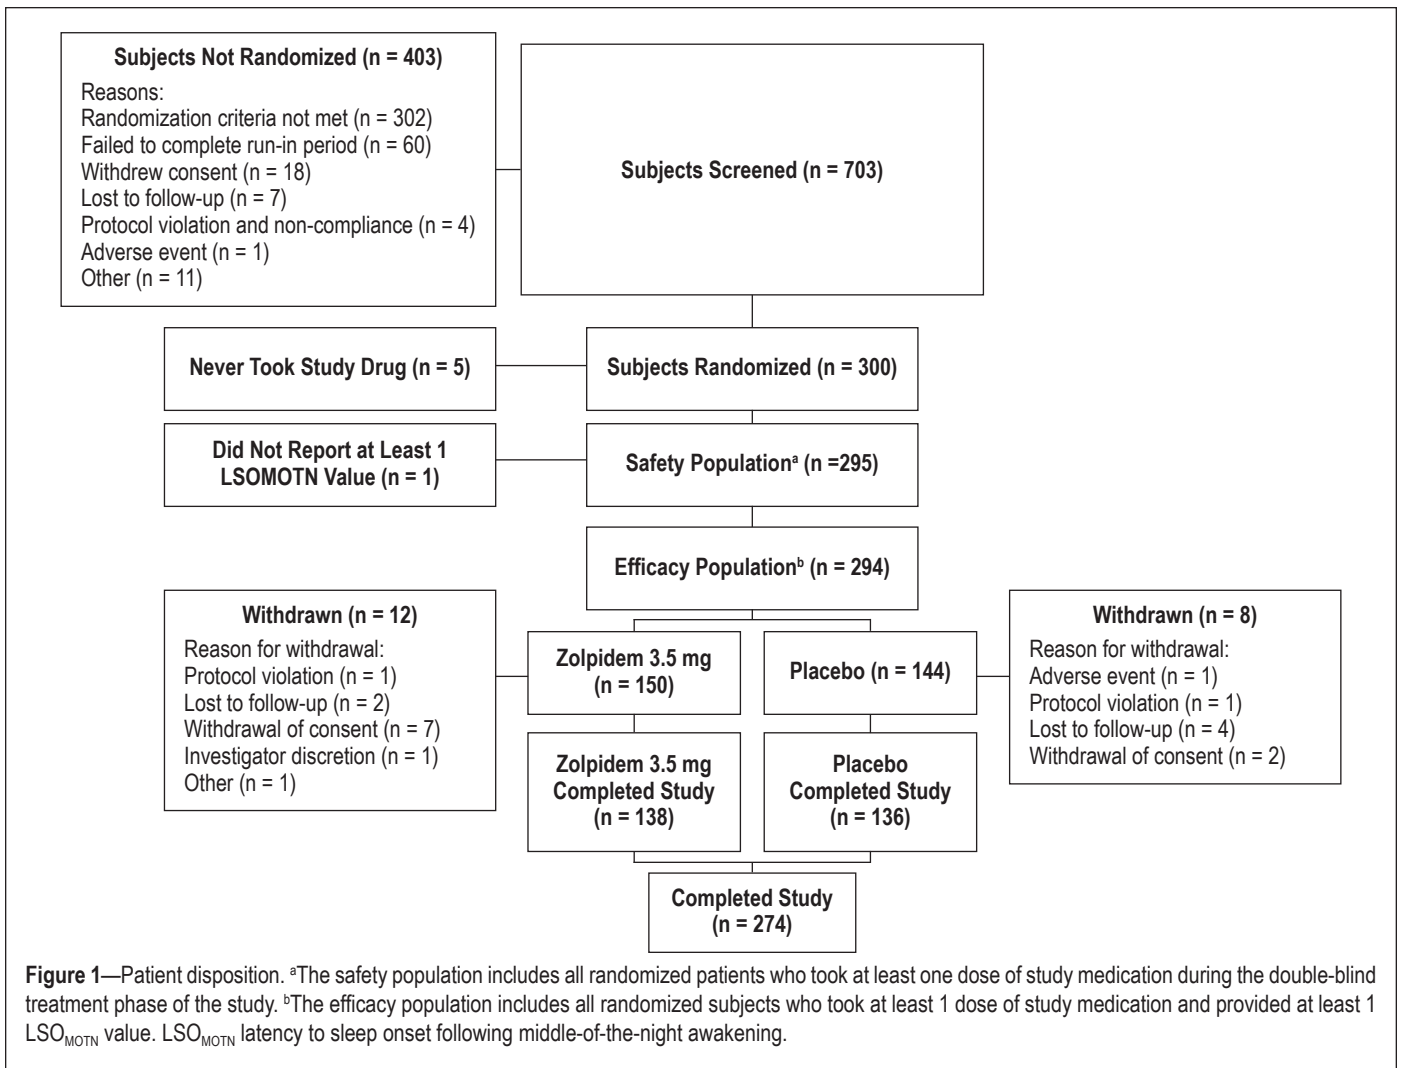 Subjects Not Randomized (n = 403)
Reasons:
Randomization criteria not met (n = 302)
Failed to complete run-in period (n = 60)
Withdrew consent (n = 18)
Lost to follow-up (n = 7)
Protocol violation and non-compliance (n = 4)
Adverse event (n = 1)
Other (n = 11)
Subjects Screened (n = 703)
Never Took Study Drug (n = 5)
Subjects Randomized (n = 300)
Did Not Report at Least 1
LSOMOTN Value (n = 1)
Safety Populationᵃ (n =295)
Efficacy Populationᵇ (n = 294)
Withdrawn (n = 12)
Reason for withdrawal:
Protocol violation (n = 1)
Lost to follow-up (n = 2)
Withdrawal of consent (n = 7)
Investigator discretion (n = 1)
Other (n = 1)
Zolpidem 3.5 mg
(n = 150)
Placebo (n = 144)
Withdrawn (n = 8)
Reason for withdrawal:
Adverse event (n = 1)
Protocol violation (n = 1)
Lost to follow-up (n = 4)
Withdrawal of consent (n = 2)
Zolpidem 3.5 mg
Completed Study
(n = 138)
Placebo
Completed Study
(n = 136)
Completed Study
(n = 274)
Figure 1—Patient disposition. ᵃThe safety population includes all randomized patients who took at least one dose of study medication during the double-blind
treatment phase of the study. ᵇThe efficacy population includes all randomized subjects who took at least 1 dose of study medication and provided at least 1
LSOMOTN value. LSOMOTN latency to sleep onset following middle-of-the-night awakening.